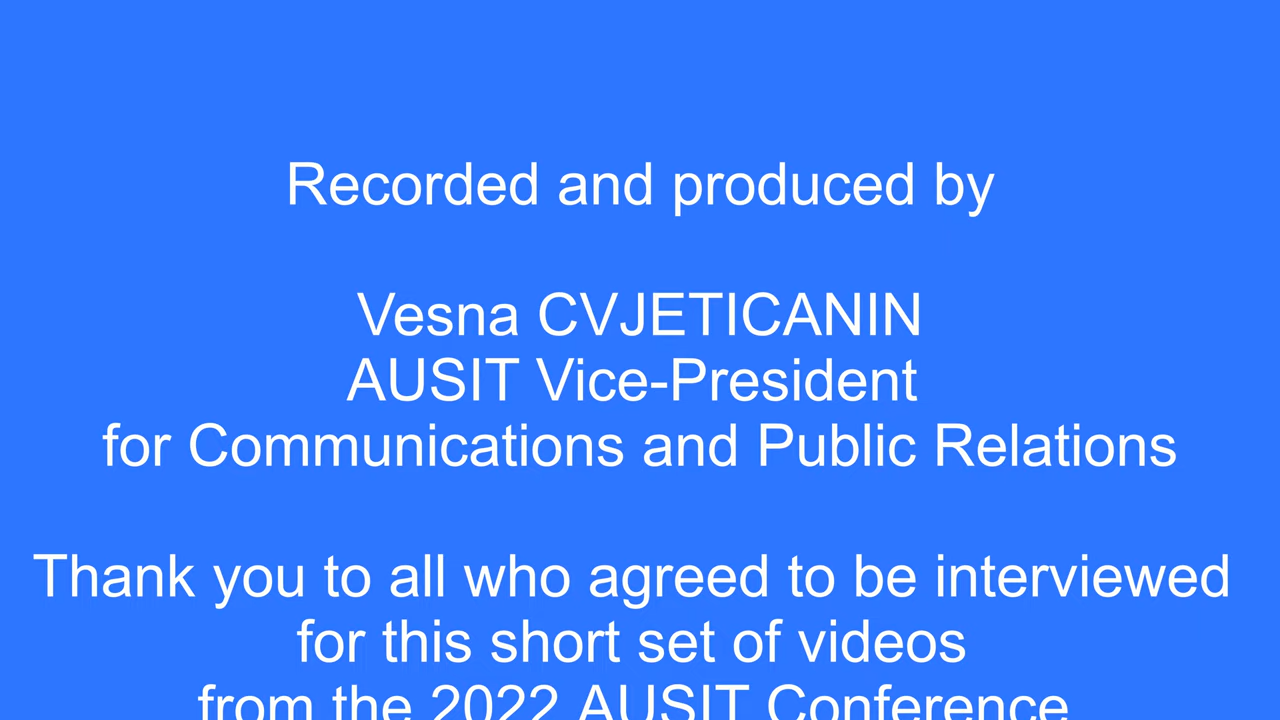 Recorded and produced by
Vesna CVJETICANIN
AUSIT Vice-President
for Communications and Public Relations
Thank you to all who agreed to be interviewed
for this short set of videos
from the 2022 AUSIT Conference